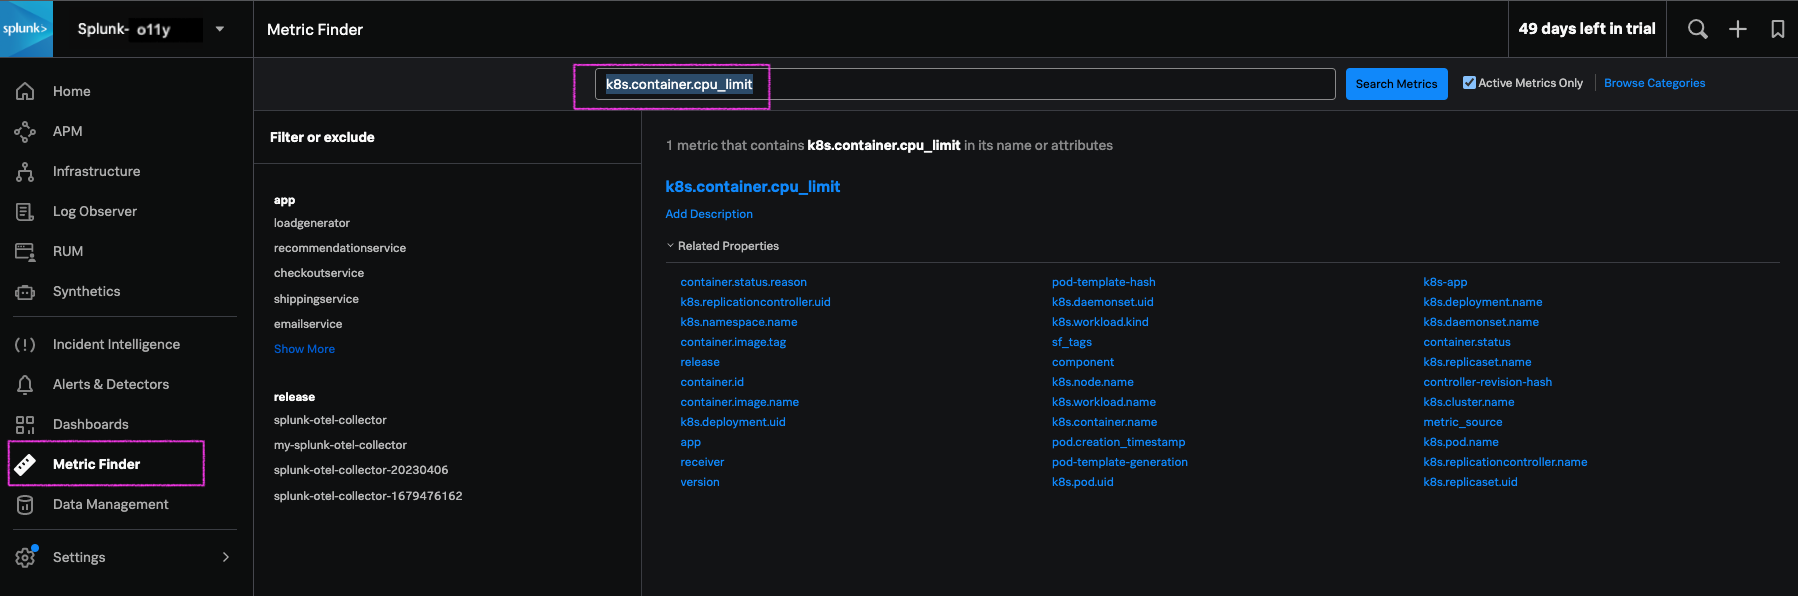 splunk>
Splunk- o11y
Metric Finder
49 days left in trial
Home
APM
Infrastructure
Log Observer
RUM
Synthetics
Incident Intelligence
Alerts & Detectors
Dashboards
Metric Finder
Data Management
Settings
k8s.container.cpu_limit
Search Metrics
Active Metrics Only
Browse Categories
Filter or exclude
app
loadgenerator
recommendationservice
checkoutservice
shippingservice
emailservice
Show More
release
splunk-otel-collector
my-splunk-otel-collector
splunk-otel-collector-20230406
splunk-otel-collector-1679476162
1 metric that contains k8s.container.cpu_limit in its name or attributes
k8s.container.cpu_limit
Add Description
Related Properties
container.status.reason
k8s.replicationcontroller.uid
k8s.namespace.name
container.image.tag
release
container.id
container.image.name
k8s.deployment.uid
app
receiver
version
pod-template-hash
k8s.daemonset.uid
k8s.workload.kind
sf_tags
component
k8s.node.name
k8s.workload.name
k8s.container.name
pod.creation_timestamp
pod-template-generation
k8s.pod.uid
k8s-app
k8s.deployment.name
k8s.daemonset.name
container.status
k8s.replicaset.name
controller-revision-hash
k8s.cluster.name
metric_source
k8s.pod.name
k8s.replicationcontroller.name
k8s.replicaset.uid